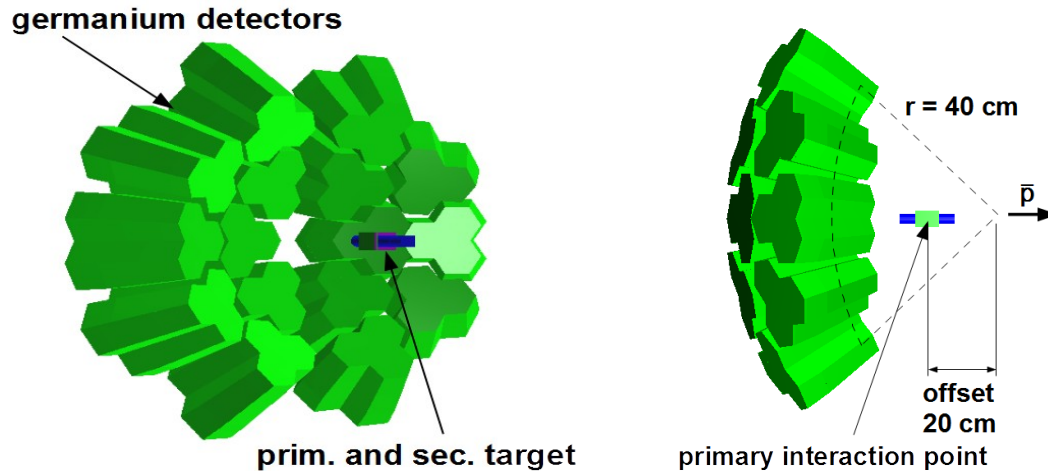 germanium detectors
prim. and sec. target
r = 40 cm
p̅
offset
20 cm
primary interaction point